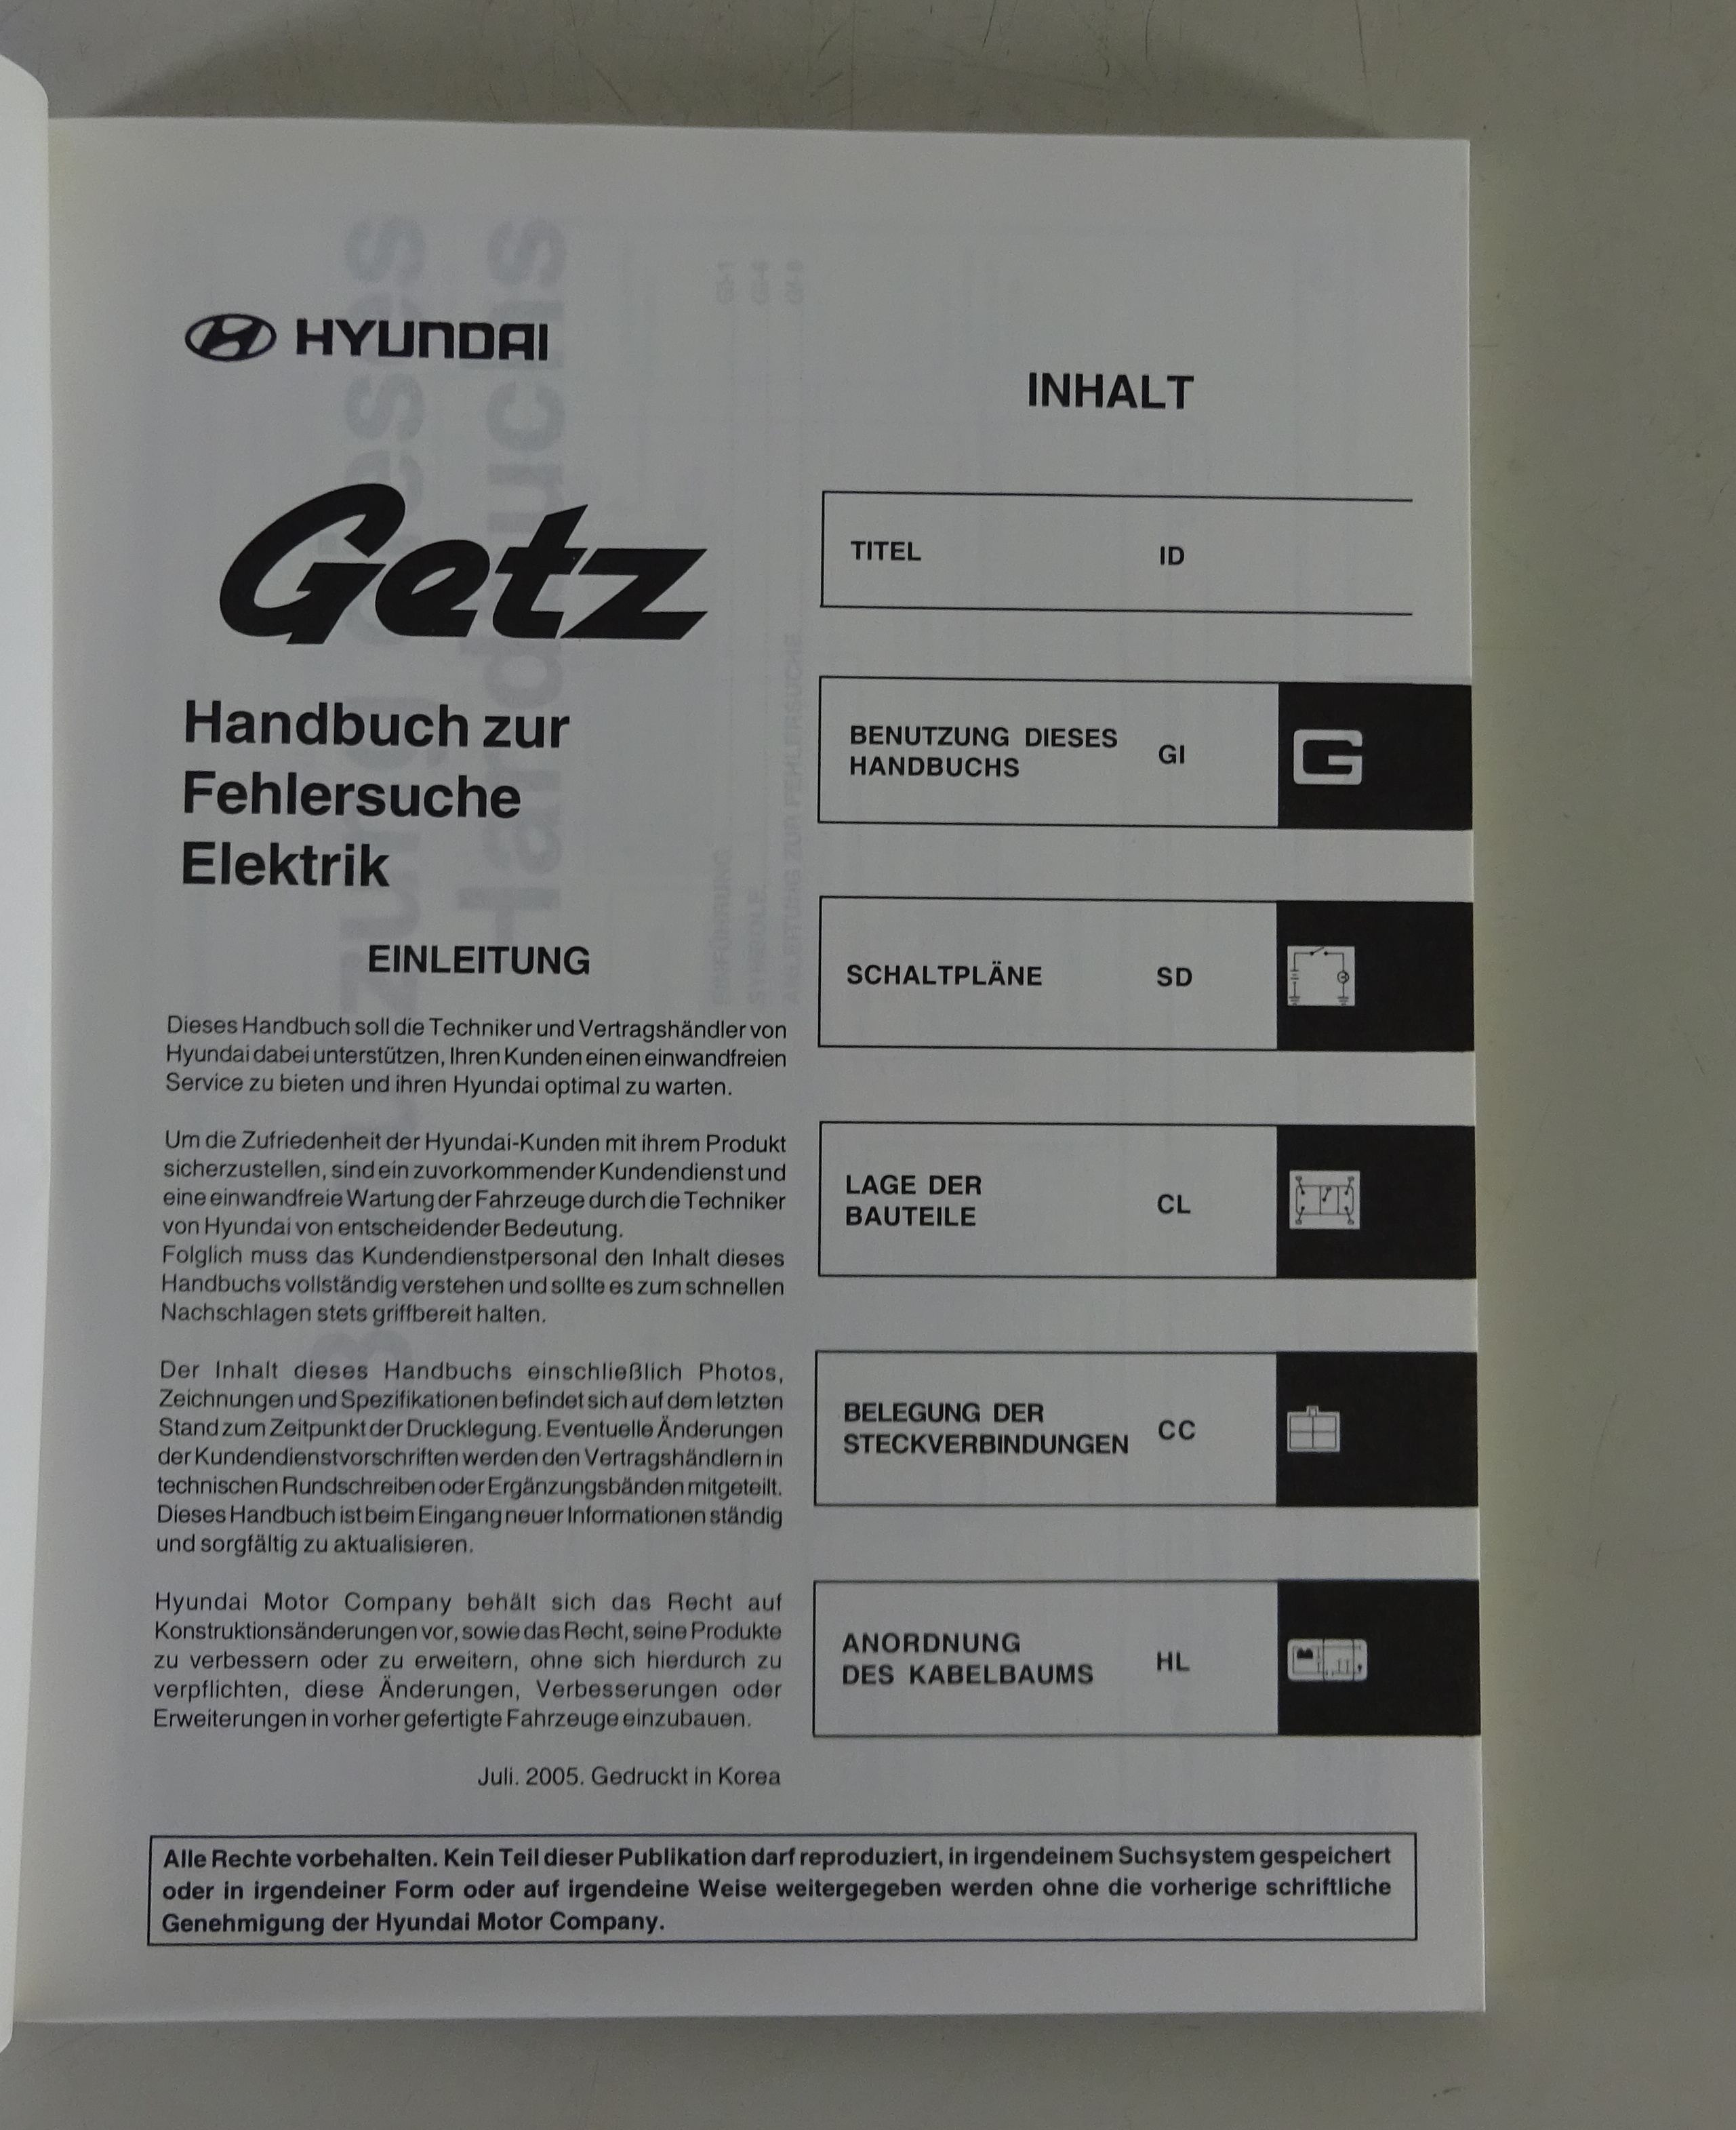 HYUNDAI
Getz
Handbuch zur
Fehlersuche
Elektrik
EINLEITUNG
Dieses Handbuch soll die Techniker und Vertragshändler von
Hyundai dabei unterstützen, Ihren Kunden einen einwandfreien
Service zu bieten und ihren Hyundai optimal zu warten.
Um die Zufriedenheit der Hyundai-Kunden mit ihrem Produkt
sicherzustellen, sind ein zuvorkommender Kundendienst und
eine einwandfreie Wartung der Fahrzeuge durch die Techniker
von Hyundai von entscheidender Bedeutung.
Folglich muss das Kundendienstpersonal den Inhalt dieses
Handbuchs vollständig verstehen und sollte es zum schnellen
Nachschlagen stets griffbereit halten.
Der Inhalt dieses Handbuchs einschließlich Photos,
Zeichnungen und Spezifikationen befindet sich auf dem letzten
Stand zum Zeitpunkt der Drucklegung. Eventuelle Änderungen
der Kundendienstvorschriften werden den Vertragshändlern in
technischen Rundschreiben oder Ergänzungsbänden mitgeteilt.
Dieses Handbuch ist beim Eingang neuer Informationen ständig
und sorgfältig zu aktualisieren.
Hyundai Motor Company behält sich das Recht auf
Konstruktionsänderungen vor, sowie das Recht, seine Produkte
zu verbessern oder zu erweitern, ohne sich hierdurch zu
verpflichten, diese Änderungen, Verbesserungen oder
Erweiterungen in vorher gefertigte Fahrzeuge einzubauen.
Juli. 2005. Gedruckt in Korea
INHALT
TITEL ID
BENUTZUNG DIESES
HANDBUCHS GI
G
SCHALTPLÄNE SD
LAGE DER
BAUTEILE CL
BELEGUNG DER
STECKVERBINDUNGEN CC
ANORDNUNG
DES KABELBAUMS HL
Alle Rechte vorbehalten. Kein Teil dieser Publikation darf reproduziert, in irgendeinem Suchsystem gespeichert
oder in irgendeiner Form oder auf irgendeine Weise weitergegeben werden ohne die vorherige schriftliche
Genehmigung der Hyundai Motor Company.